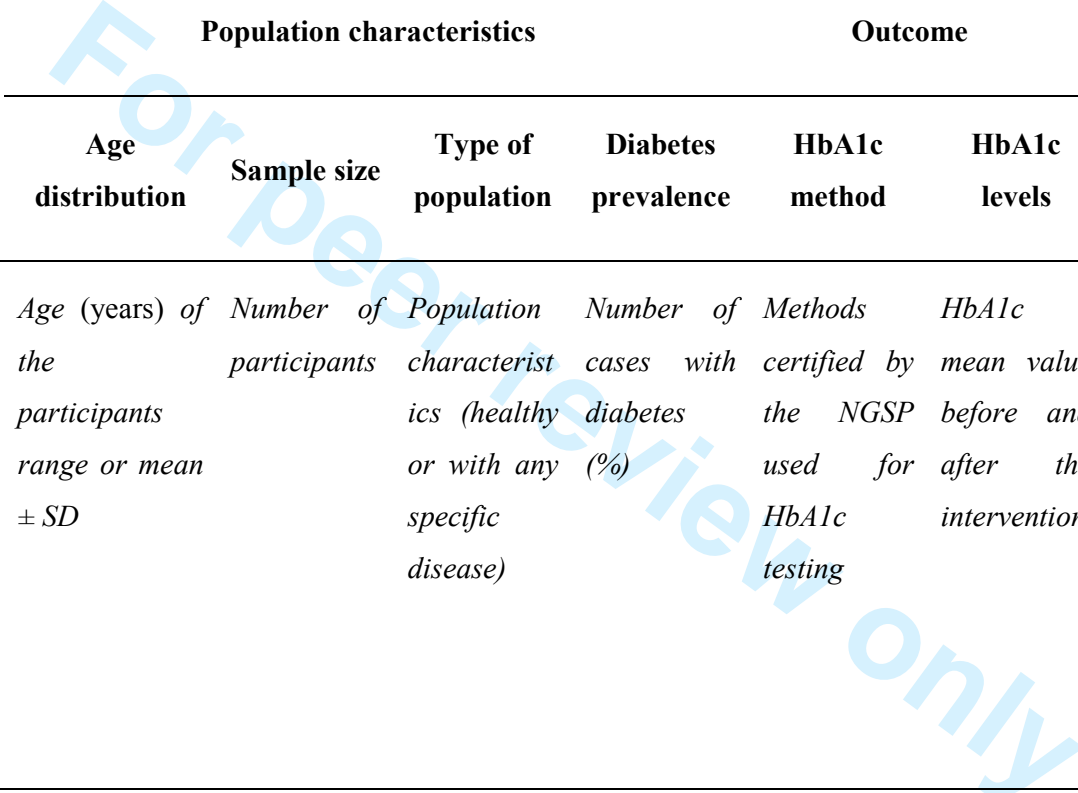 Population characteristics Outcome
Age distribution Sample size Type of population Diabetes prevalence HbA1c method HbA1c levels
Age (years) of Number of Population Number of Methods HbA1c
the participants characterist cases with certified by mean valu
participants ics (healthy diabetes the NGSP before an
range or mean or with any (%) used for after th
± SD specific HbA1c intervention
disease) testing
For peer review only